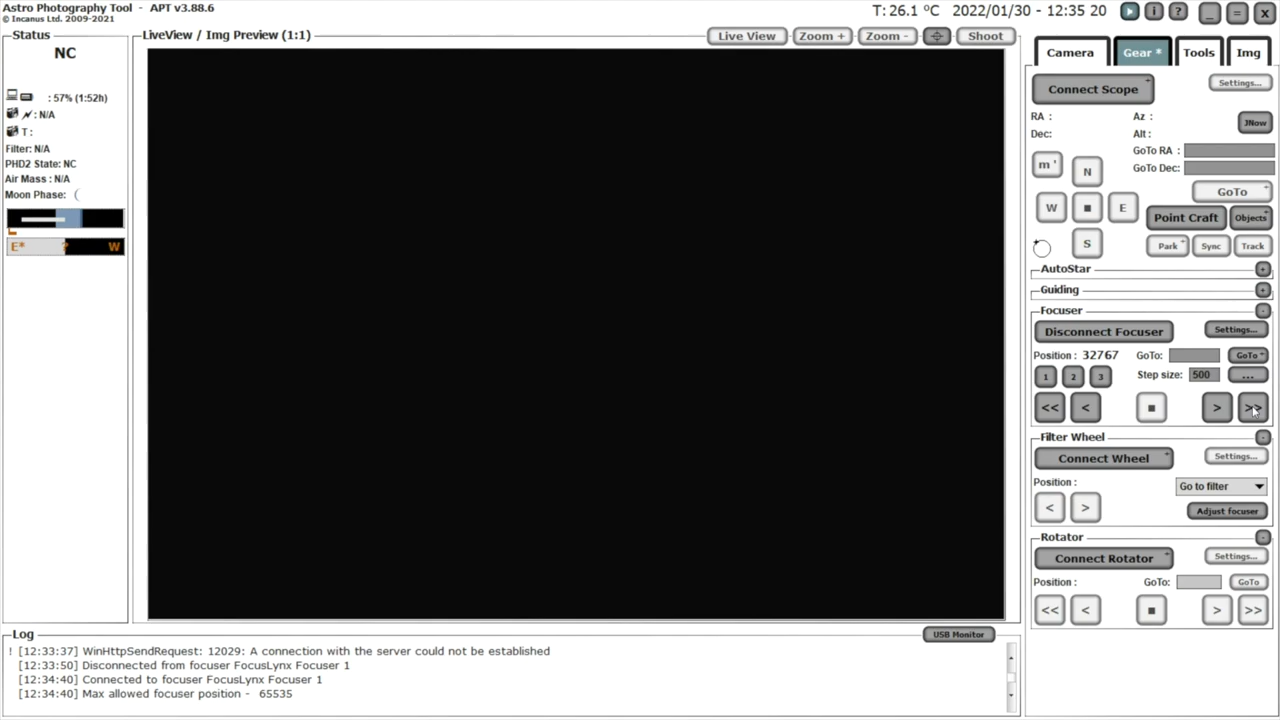 Astro Photography Tool - APT v3.88.6
© Incanus Ltd. 2009-2021
T: 26.1 °C 2022/01/30 - 12:35 20
i ? _ = X
Status
NC
: 57% (1:52h)
: N/A
T :
Filter: N/A
PHD2 State: NC
Air Mass : N/A
Moon Phase:
E* ? W
LiveView / Img Preview (1:1)
Live View Zoom + Zoom - Shoot
Camera Gear * Tools Img
Connect Scope Settings...
RA : Az :
Dec: Alt : JNow
GoTo RA :
m ' N GoTo Dec:
GoTo
W E Point Craft Objects
S Park Sync Track
AutoStar +
Guiding +
Focuser -
Disconnect Focuser Settings...
Position : 32767 GoTo: GoTo
1 2 3 Step size: 500 ...
<< < > >>
Filter Wheel -
Connect Wheel Settings...
Position : Go to filter
< > Adjust focuser
Rotator -
Connect Rotator Settings...
Position : GoTo: GoTo
<< < > >>
Log USB Monitor
! [12:33:37] WinHttpSendRequest: 12029: A connection with the server could not be established
[12:33:50] Disconnected from focuser FocusLynx Focuser 1
[12:34:40] Connected to focuser FocusLynx Focuser 1
[12:34:40] Max allowed focuser position - 65535